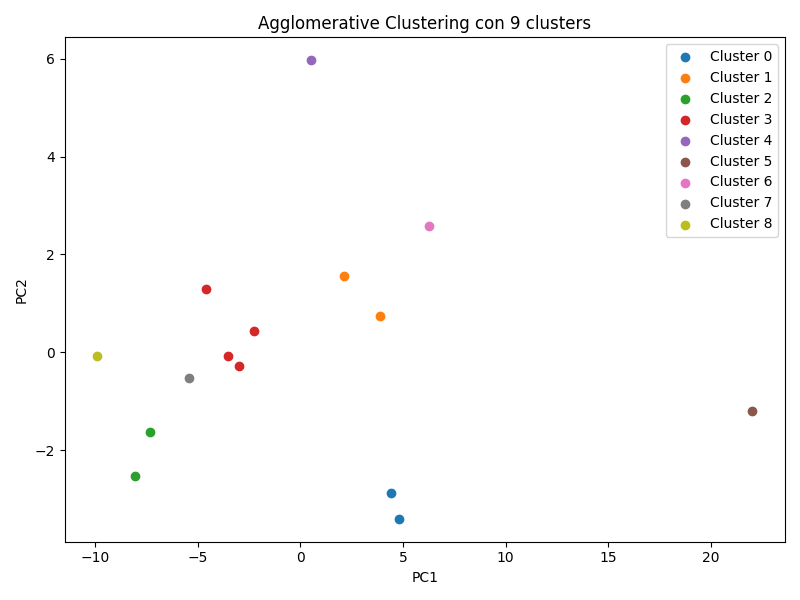 Agglomerative Clustering con 9 clusters
Cluster 0
Cluster 1
Cluster 2
Cluster 3
Cluster 4
Cluster 5
Cluster 6
Cluster 7
Cluster 8
PC2
6
4
2
0
−2
−10 −5 0 5 10 15 20
PC1